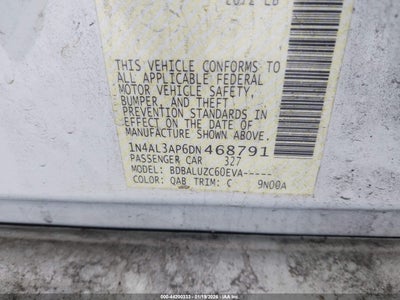 THIS VEHICLE CONFORMS TO
ALL APPLICABLE FEDERAL
MOTOR VEHICLE SAFETY,
BUMPER, AND THEFT
PREVENTION STANDARDS IN
EFFECT ON THE DATE OF
MANUFACTURE SHOWN ABOVE.
1N4AL3AP6DN468791
PASSENGER CAR 327
MODEL: BDBALUZC60EVA-----
COLOR: QAB TRIM: C 9N00A
000-44200333 - 01/19/2026 - IAAI